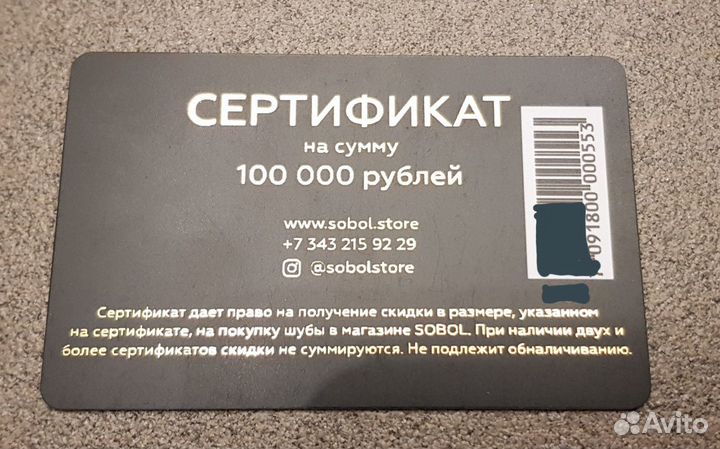 СЕРТИФИКАТ
на сумму
100 000 рублей
www.sobol.store
+7 343 215 92 29
@sobolstore
Сертификат дает право на получение скидки в размере, указанном
на сертификате, на покупку шубы в магазине SOBOL. При наличии двух и
более сертификатов скидки не суммируются. Не подлежит обналичиванию.
091800 000553
Avito